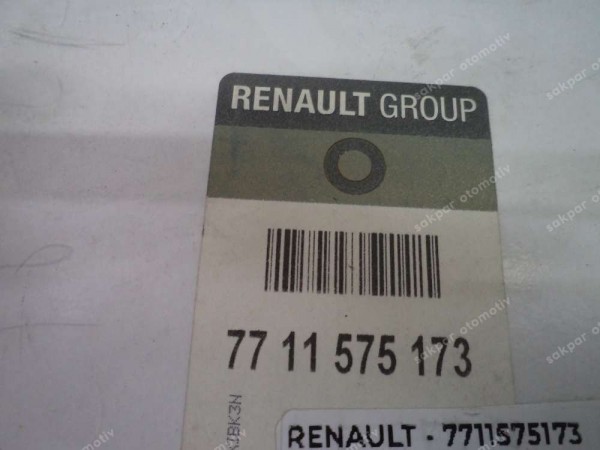 RENAULT GROUP
77 11 575 173
RENAULT - 7711575173
sakpar otomotiv